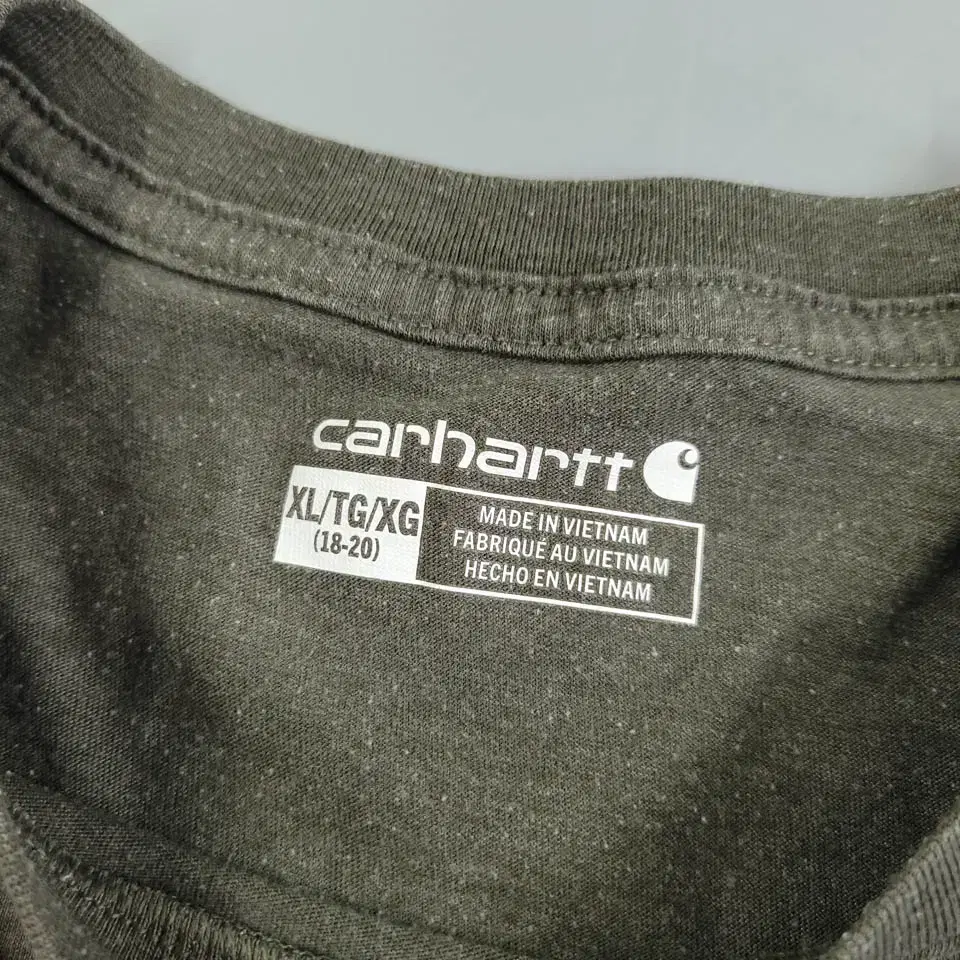 carhartt
XL/TG/XG
(18-20)
MADE IN VIETNAM
FABRIQUÉ AU VIETNAM
HECHO EN VIETNAM